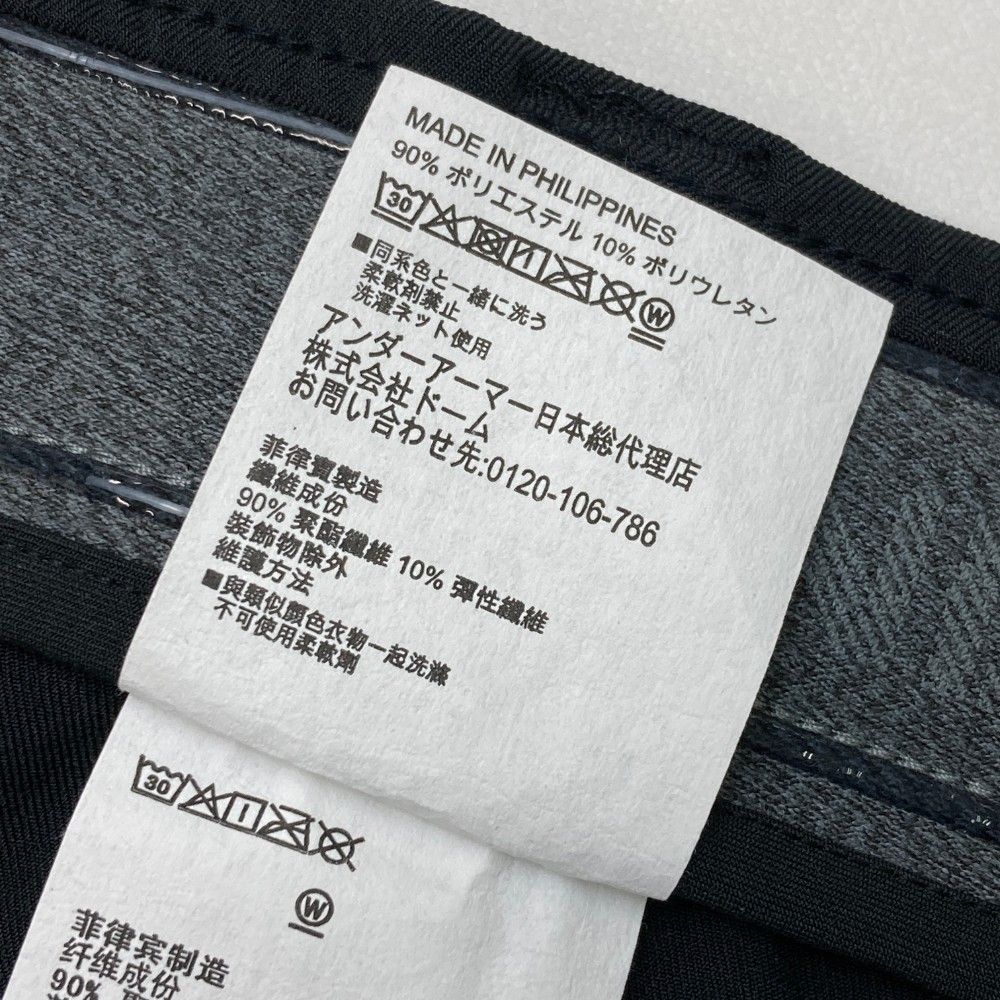 MADE IN PHILIPPINES
90% ポリエステル 10% ポリウレタン
30 W
■同系色と一緒に洗う
柔軟剤禁止
洗濯ネット使用
アンダーアーマー日本総代理店
株式会社ドーム
お問い合わせ先:0120-106-786
菲律賓製造
纖維成份
90% 聚酯纖維 10% 彈性纖維
裝飾物除外
維護方法
■與類似顏色衣物一起洗滌
不可使用柔軟劑
30
W
菲律宾制造
纤维成份
90%